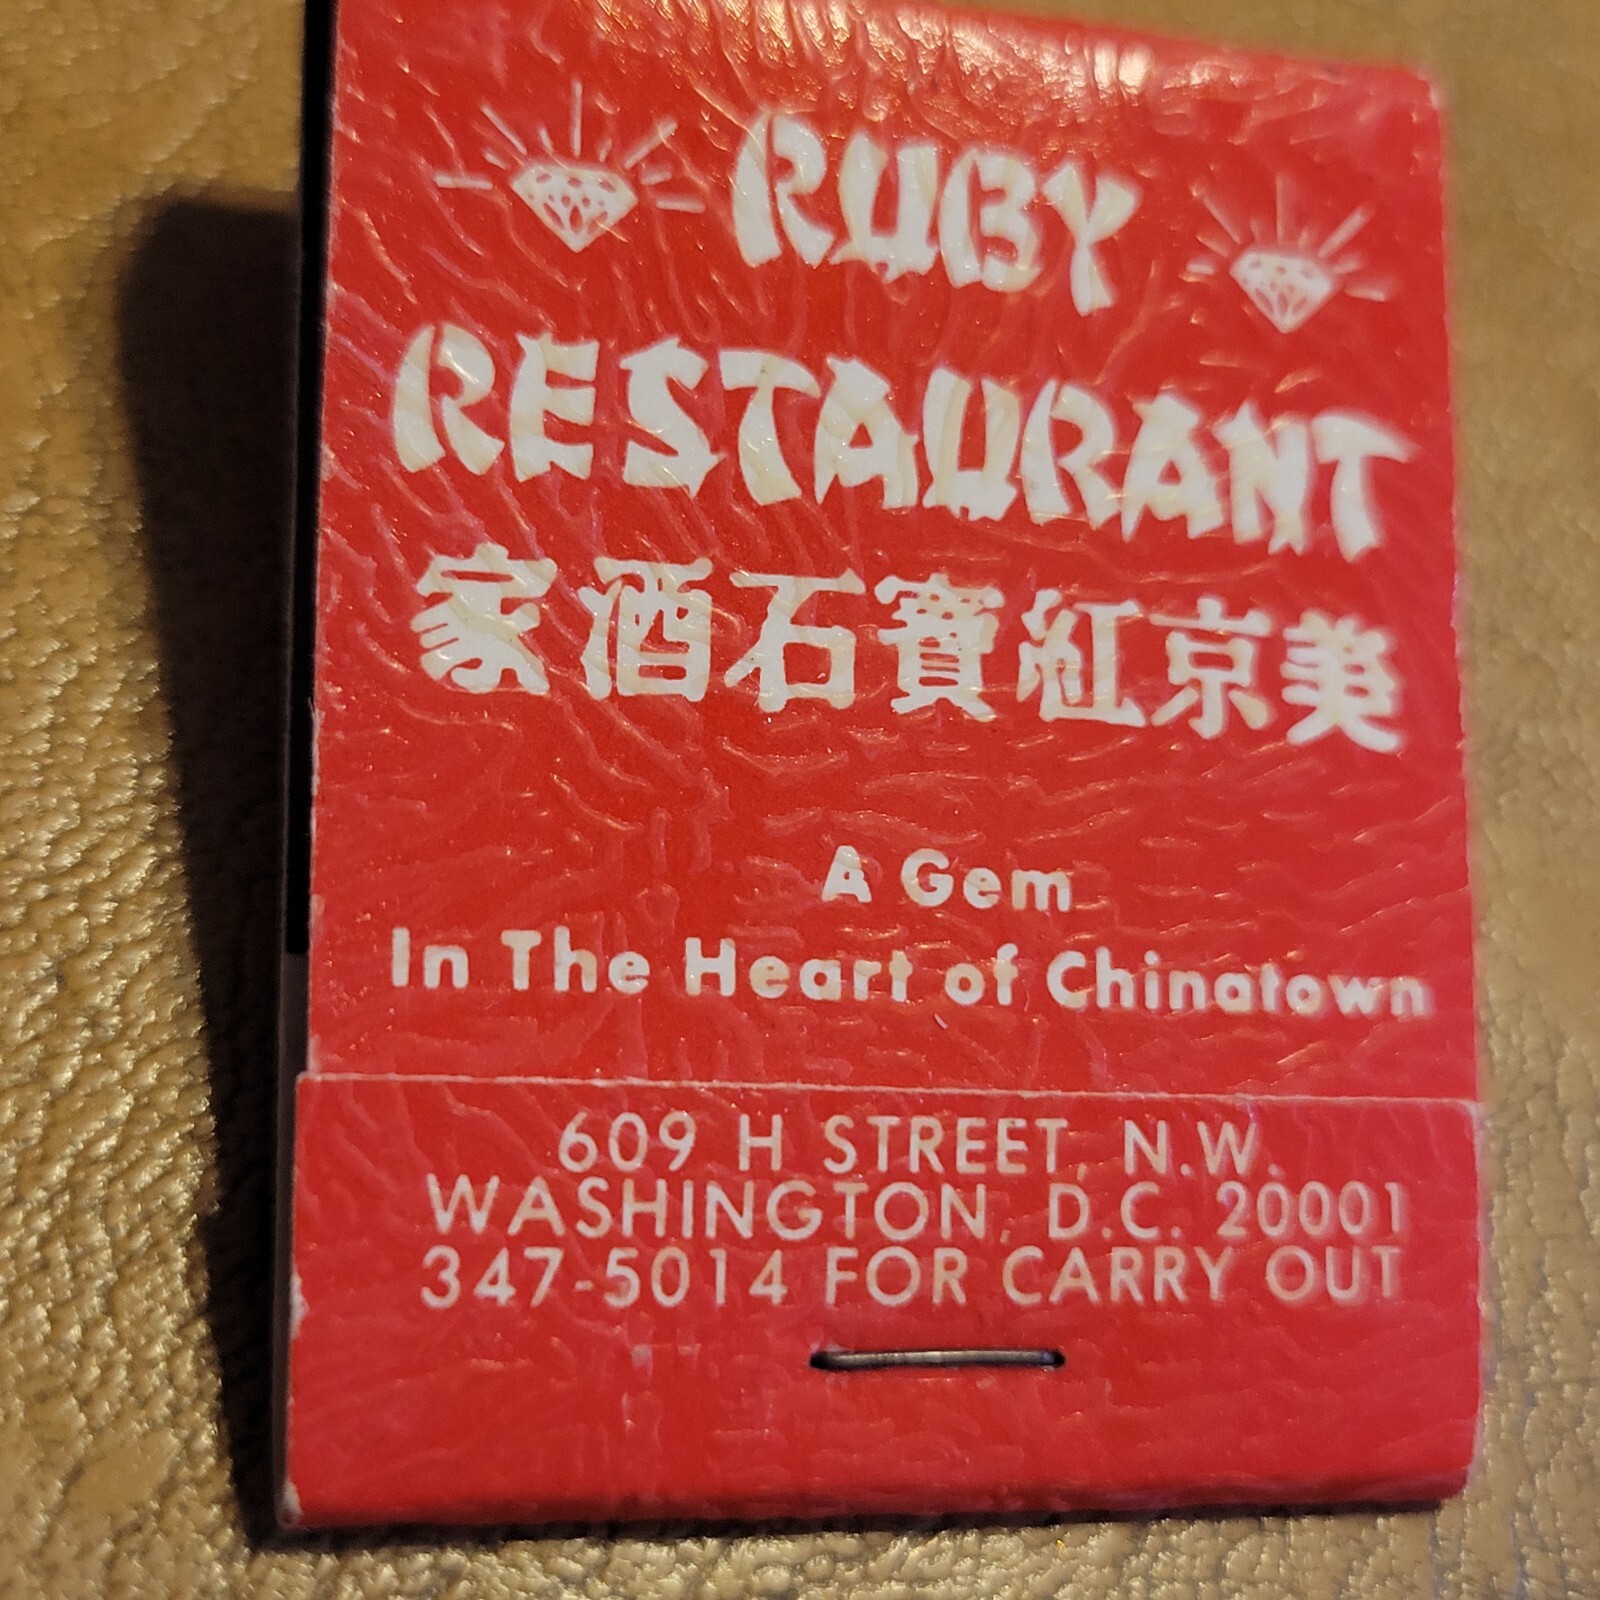 RUBY
RESTAURANT
美京紅寶石酒家
A Gem
In The Heart of Chinatown
609 H STREET, N.W.
WASHINGTON, D.C. 20001
347-5014 FOR CARRY OUT